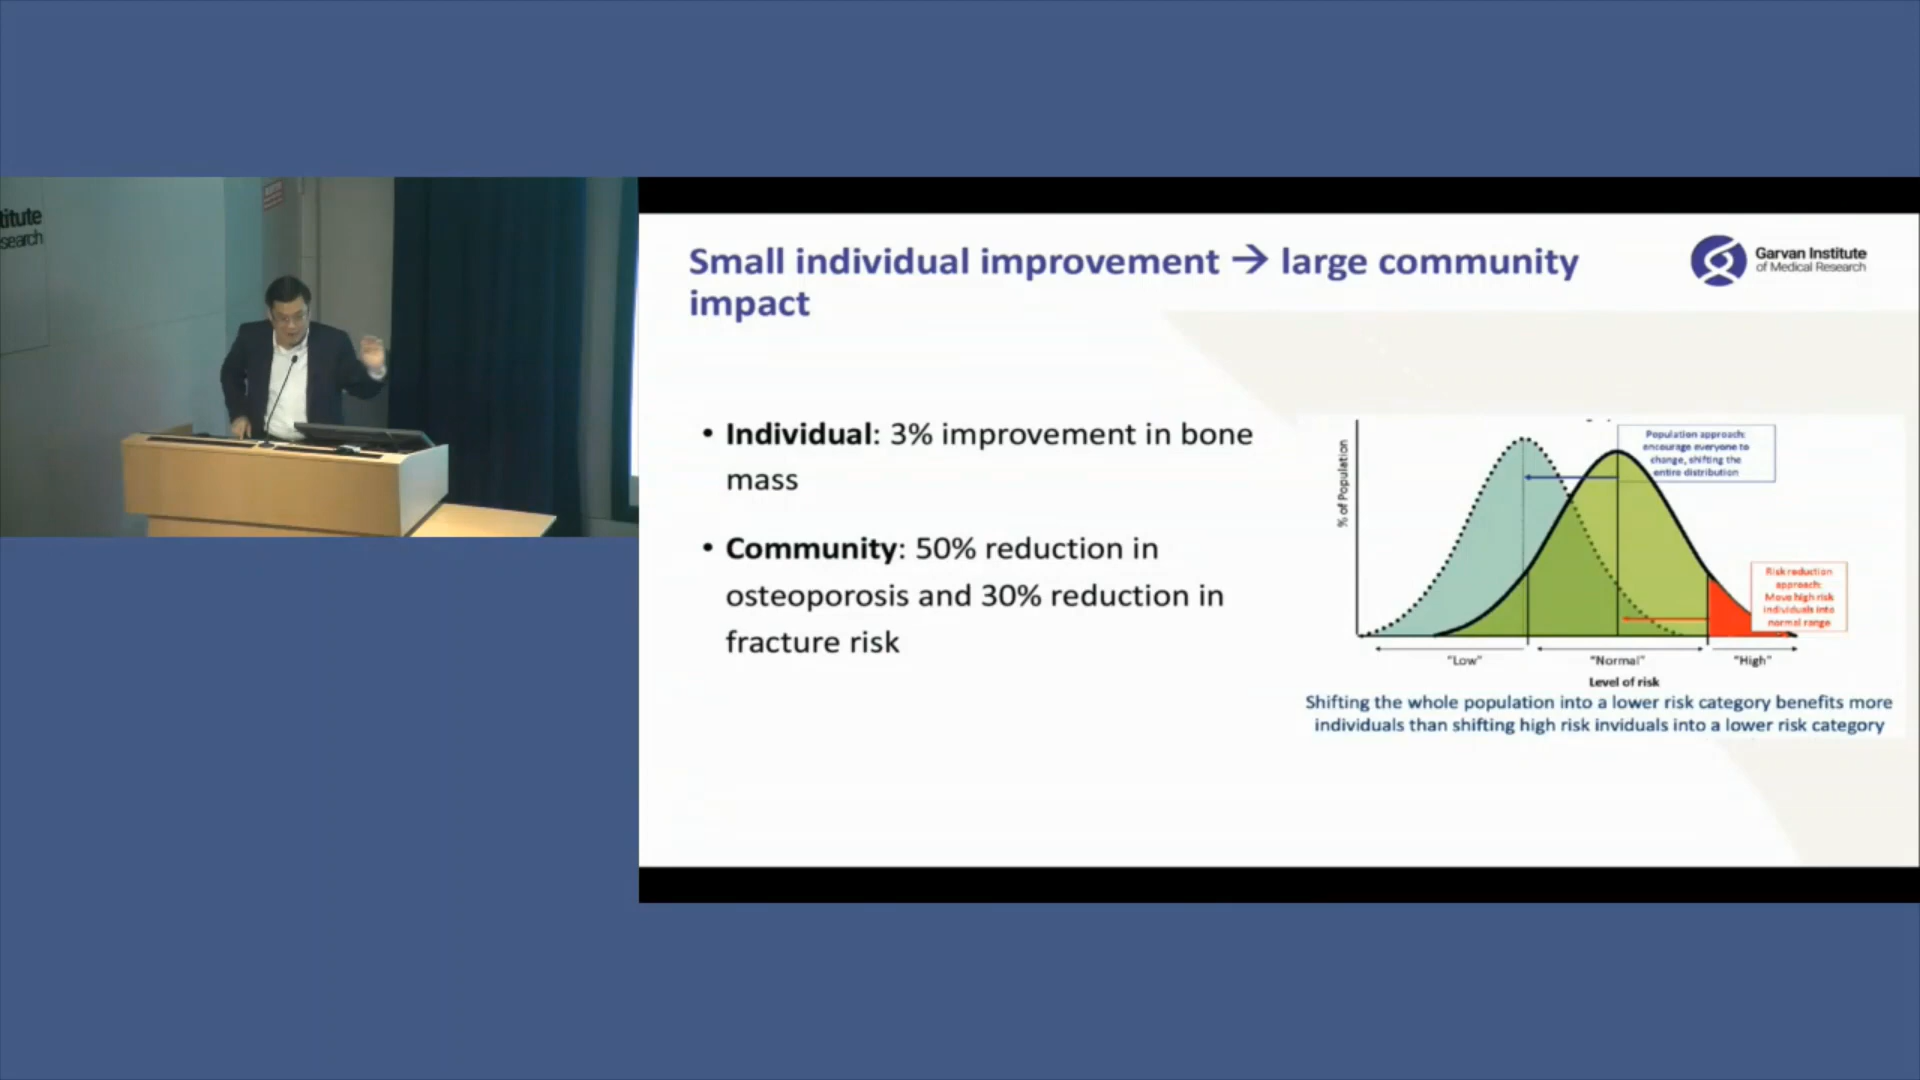 titute
search
Small individual improvement → large community
impact
Garvan Institute
of Medical Research
• Individual: 3% improvement in bone
mass
• Community: 50% reduction in
osteoporosis and 30% reduction in
fracture risk
% of Population
Population approach:
encourage everyone to
change, shifting the
entire distribution
Risk reduction
approach:
Move high risk
individuals into
normal range
"Low"
"Normal"
"High"
Level of risk
Shifting the whole population into a lower risk category benefits more
individuals than shifting high risk inviduals into a lower risk category